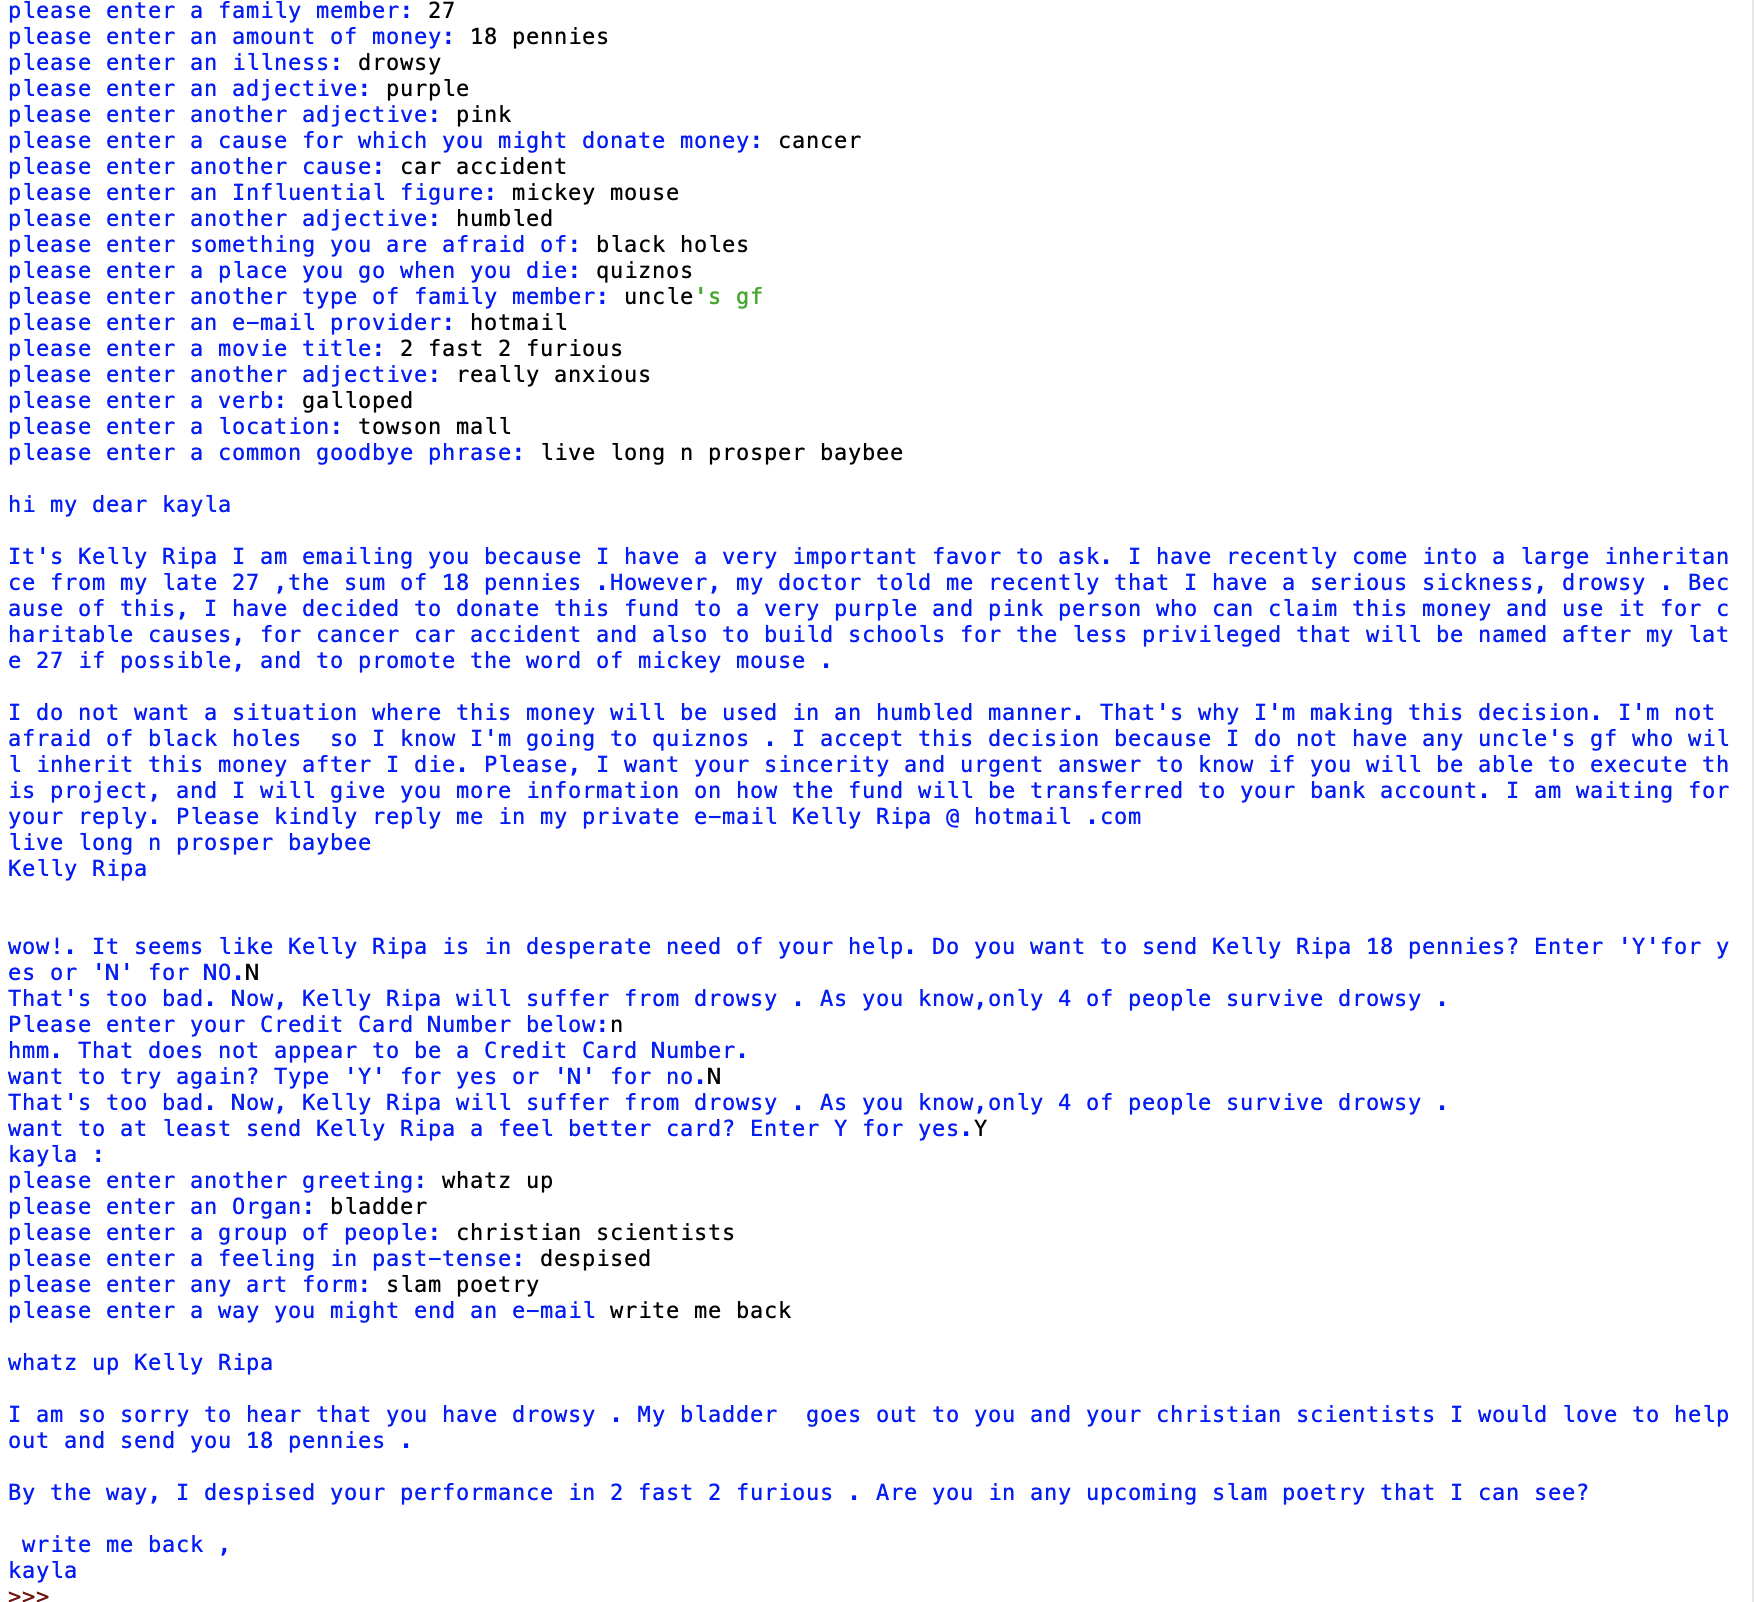 please enter a family member: 27
please enter an amount of money: 18 pennies
please enter an illness: drowsy
please enter an adjective: purple
please enter another adjective: pink
please enter a cause for which you might donate money: cancer
please enter another cause: car accident
please enter an Influential figure: mickey mouse
please enter another adjective: humbled
please enter something you are afraid of: black holes
please enter a place you go when you die: quiznos
please enter another type of family member: uncle's gf
please enter an e-mail provider: hotmail
please enter a movie title: 2 fast 2 furious
please enter another adjective: really anxious
please enter a verb: galloped
please enter a location: towson mall
please enter a common goodbye phrase: live long n prosper baybee

hi my dear kayla

It's Kelly Ripa I am emailing you because I have a very important favor to ask. I have recently come into a large inheritan
ce from my late 27 ,the sum of 18 pennies .However, my doctor told me recently that I have a serious sickness, drowsy . Bec
ause of this, I have decided to donate this fund to a very purple and pink person who can claim this money and use it for c
haritable causes, for cancer car accident and also to build schools for the less privileged that will be named after my lat
e 27 if possible, and to promote the word of mickey mouse .

I do not want a situation where this money will be used in an humbled manner. That's why I'm making this decision. I'm not
afraid of black holes  so I know I'm going to quiznos . I accept this decision because I do not have any uncle's gf who wil
l inherit this money after I die. Please, I want your sincerity and urgent answer to know if you will be able to execute th
is project, and I will give you more information on how the fund will be transferred to your bank account. I am waiting for
your reply. Please kindly reply me in my private e-mail Kelly Ripa @ hotmail .com
live long n prosper baybee
Kelly Ripa

wow!. It seems like Kelly Ripa is in desperate need of your help. Do you want to send Kelly Ripa 18 pennies? Enter 'Y'for y
es or 'N' for NO.N
That's too bad. Now, Kelly Ripa will suffer from drowsy . As you know,only 4 of people survive drowsy .
Please enter your Credit Card Number below:n
hmm. That does not appear to be a Credit Card Number.
want to try again? Type 'Y' for yes or 'N' for no.N
That's too bad. Now, Kelly Ripa will suffer from drowsy . As you know,only 4 of people survive drowsy .
want to at least send Kelly Ripa a feel better card? Enter Y for yes.Y
kayla :
please enter another greeting: whatz up
please enter an Organ: bladder
please enter a group of people: christian scientists
please enter a feeling in past-tense: despised
please enter any art form: slam poetry
please enter a way you might end an e-mail write me back

whatz up Kelly Ripa

I am so sorry to hear that you have drowsy . My bladder  goes out to you and your christian scientists I would love to help
out and send you 18 pennies .

By the way, I despised your performance in 2 fast 2 furious . Are you in any upcoming slam poetry that I can see?

 write me back ,
kayla
>>>